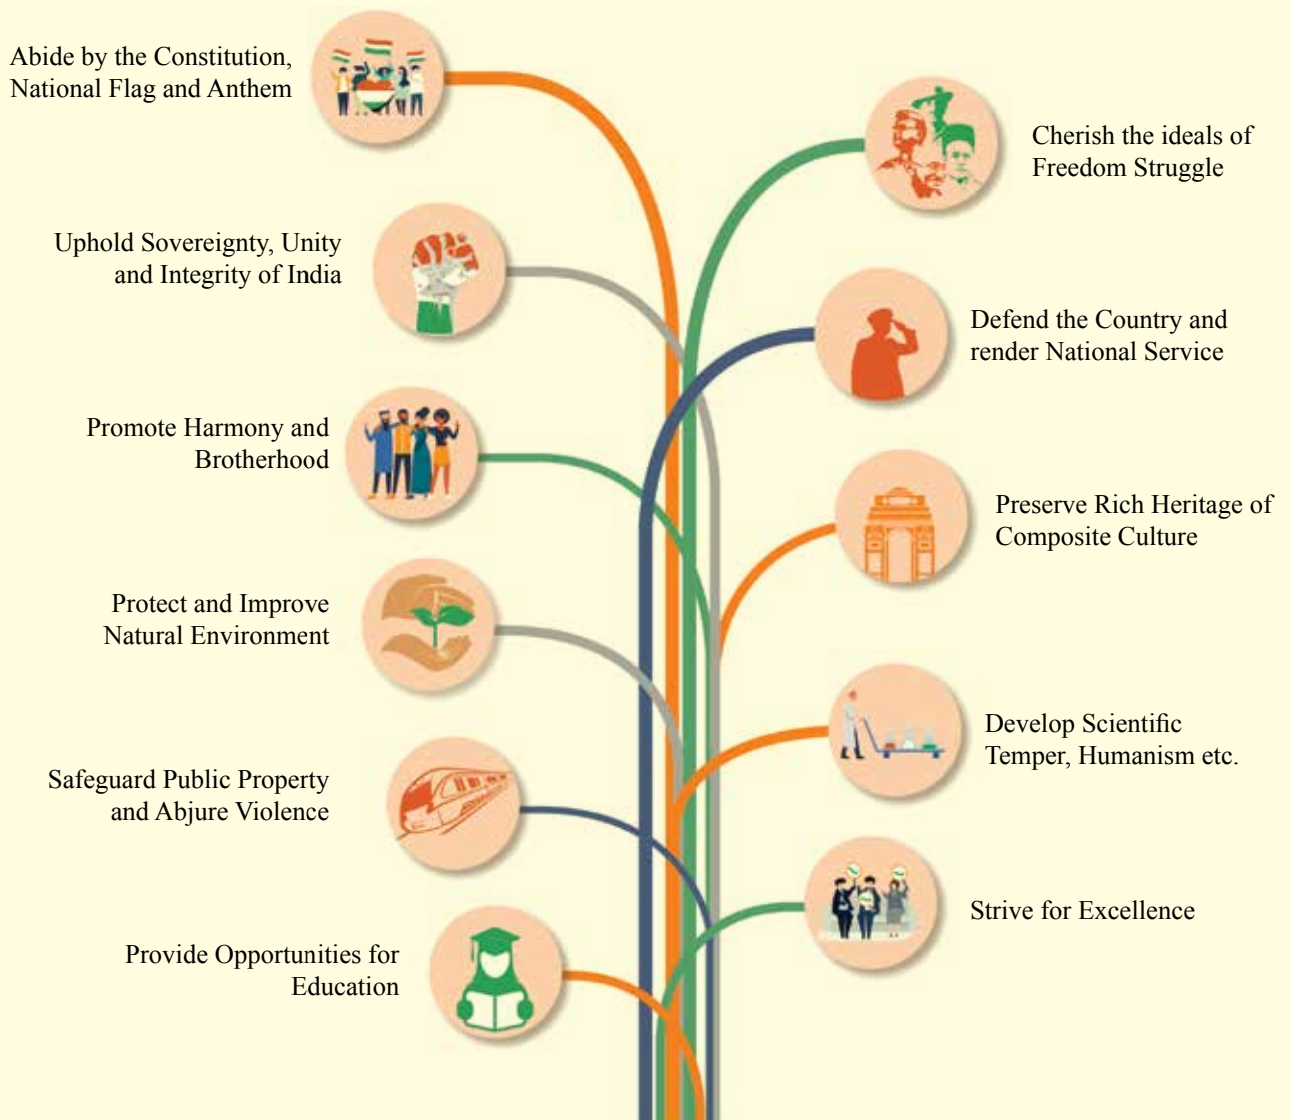 Abide by the Constitution,
National Flag and Anthem
Cherish the ideals of
Freedom Struggle
Uphold Sovereignty, Unity
and Integrity of India
Defend the Country and
render National Service
Promote Harmony and
Brotherhood
Preserve Rich Heritage of
Composite Culture
Protect and Improve
Natural Environment
Develop Scientific
Temper, Humanism etc.
Safeguard Public Property
and Abjure Violence
Strive for Excellence
Provide Opportunities for
Education